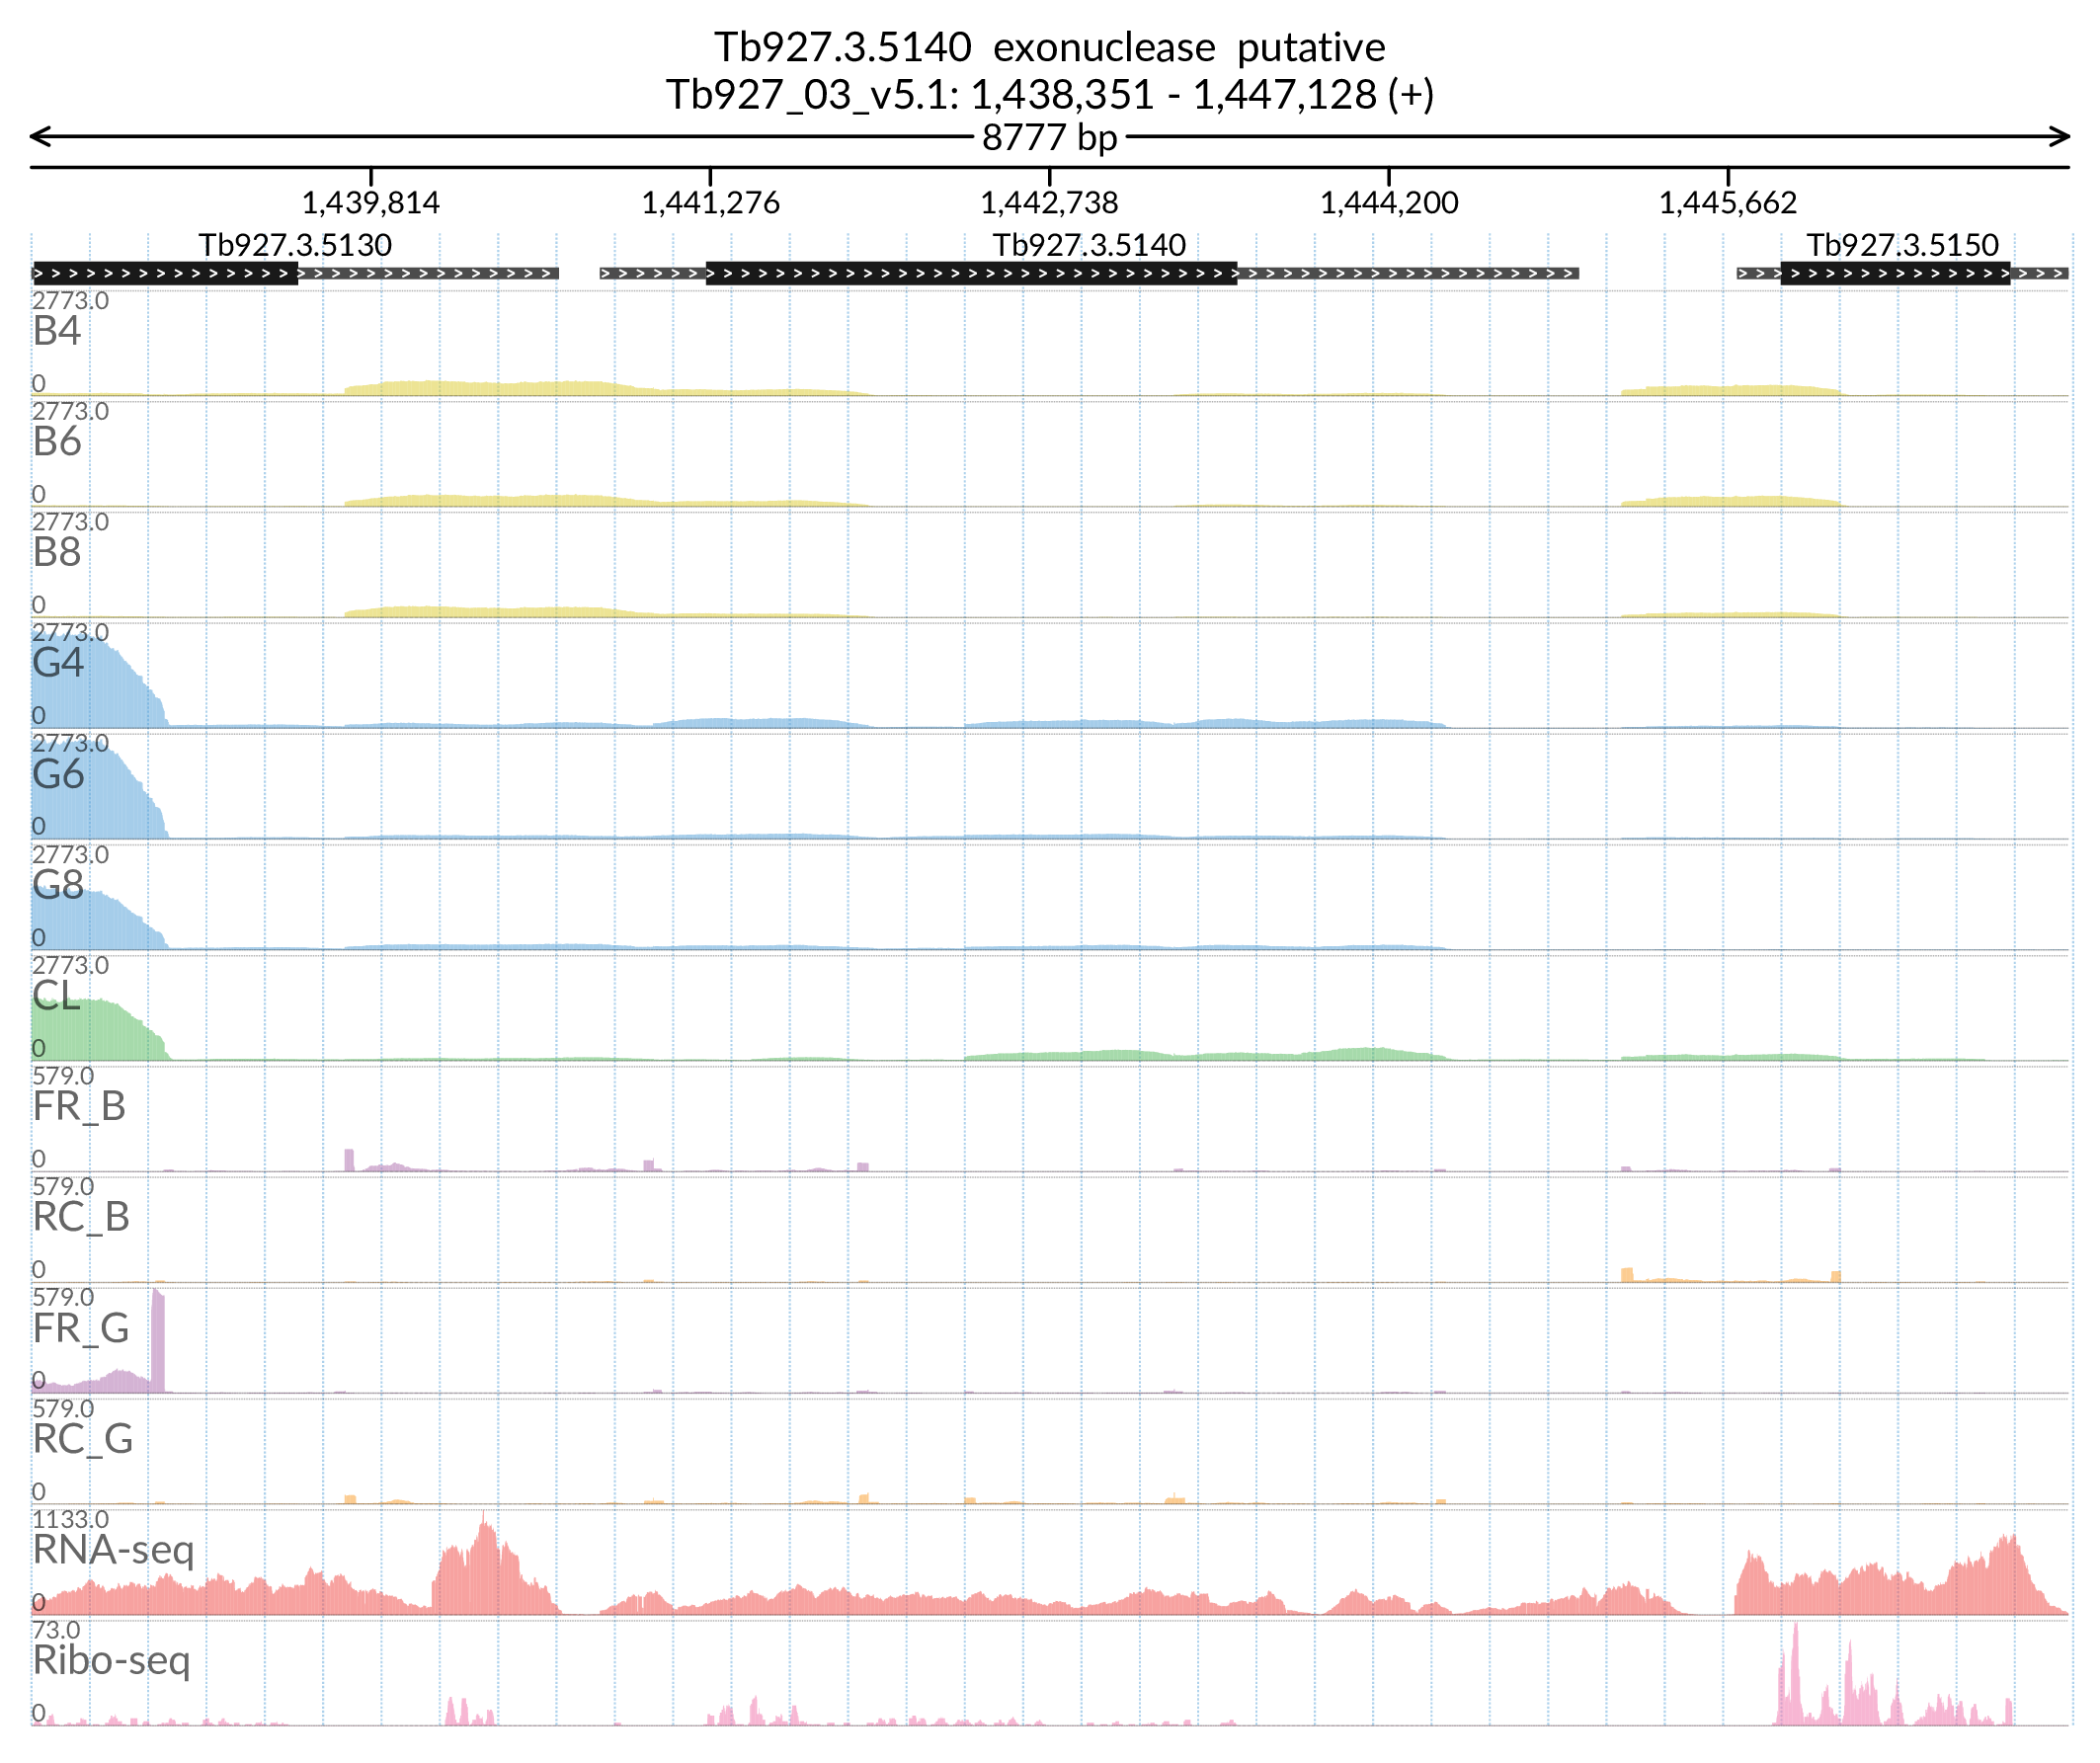 Tb927.3.5140 exonuclease putative
Tb927_03_v5.1: 1,438,351 - 1,447,128 (+)
8777 bp
1,439,814 1,441,276 1,442,738 1,444,200 1,445,662
Tb927.3.5130 Tb927.3.5140 Tb927.3.5150
2773.0
B4
0
2773.0
B6
0
2773.0
B8
0
2773.0
G4
0
2773.0
G6
0
2773.0
G8
0
2773.0
CL
0
579.0
FR_B
0
579.0
RC_B
0
579.0
FR_G
0
579.0
RC_G
0
1133.0
RNA-seq
0
73.0
Ribo-seq
0